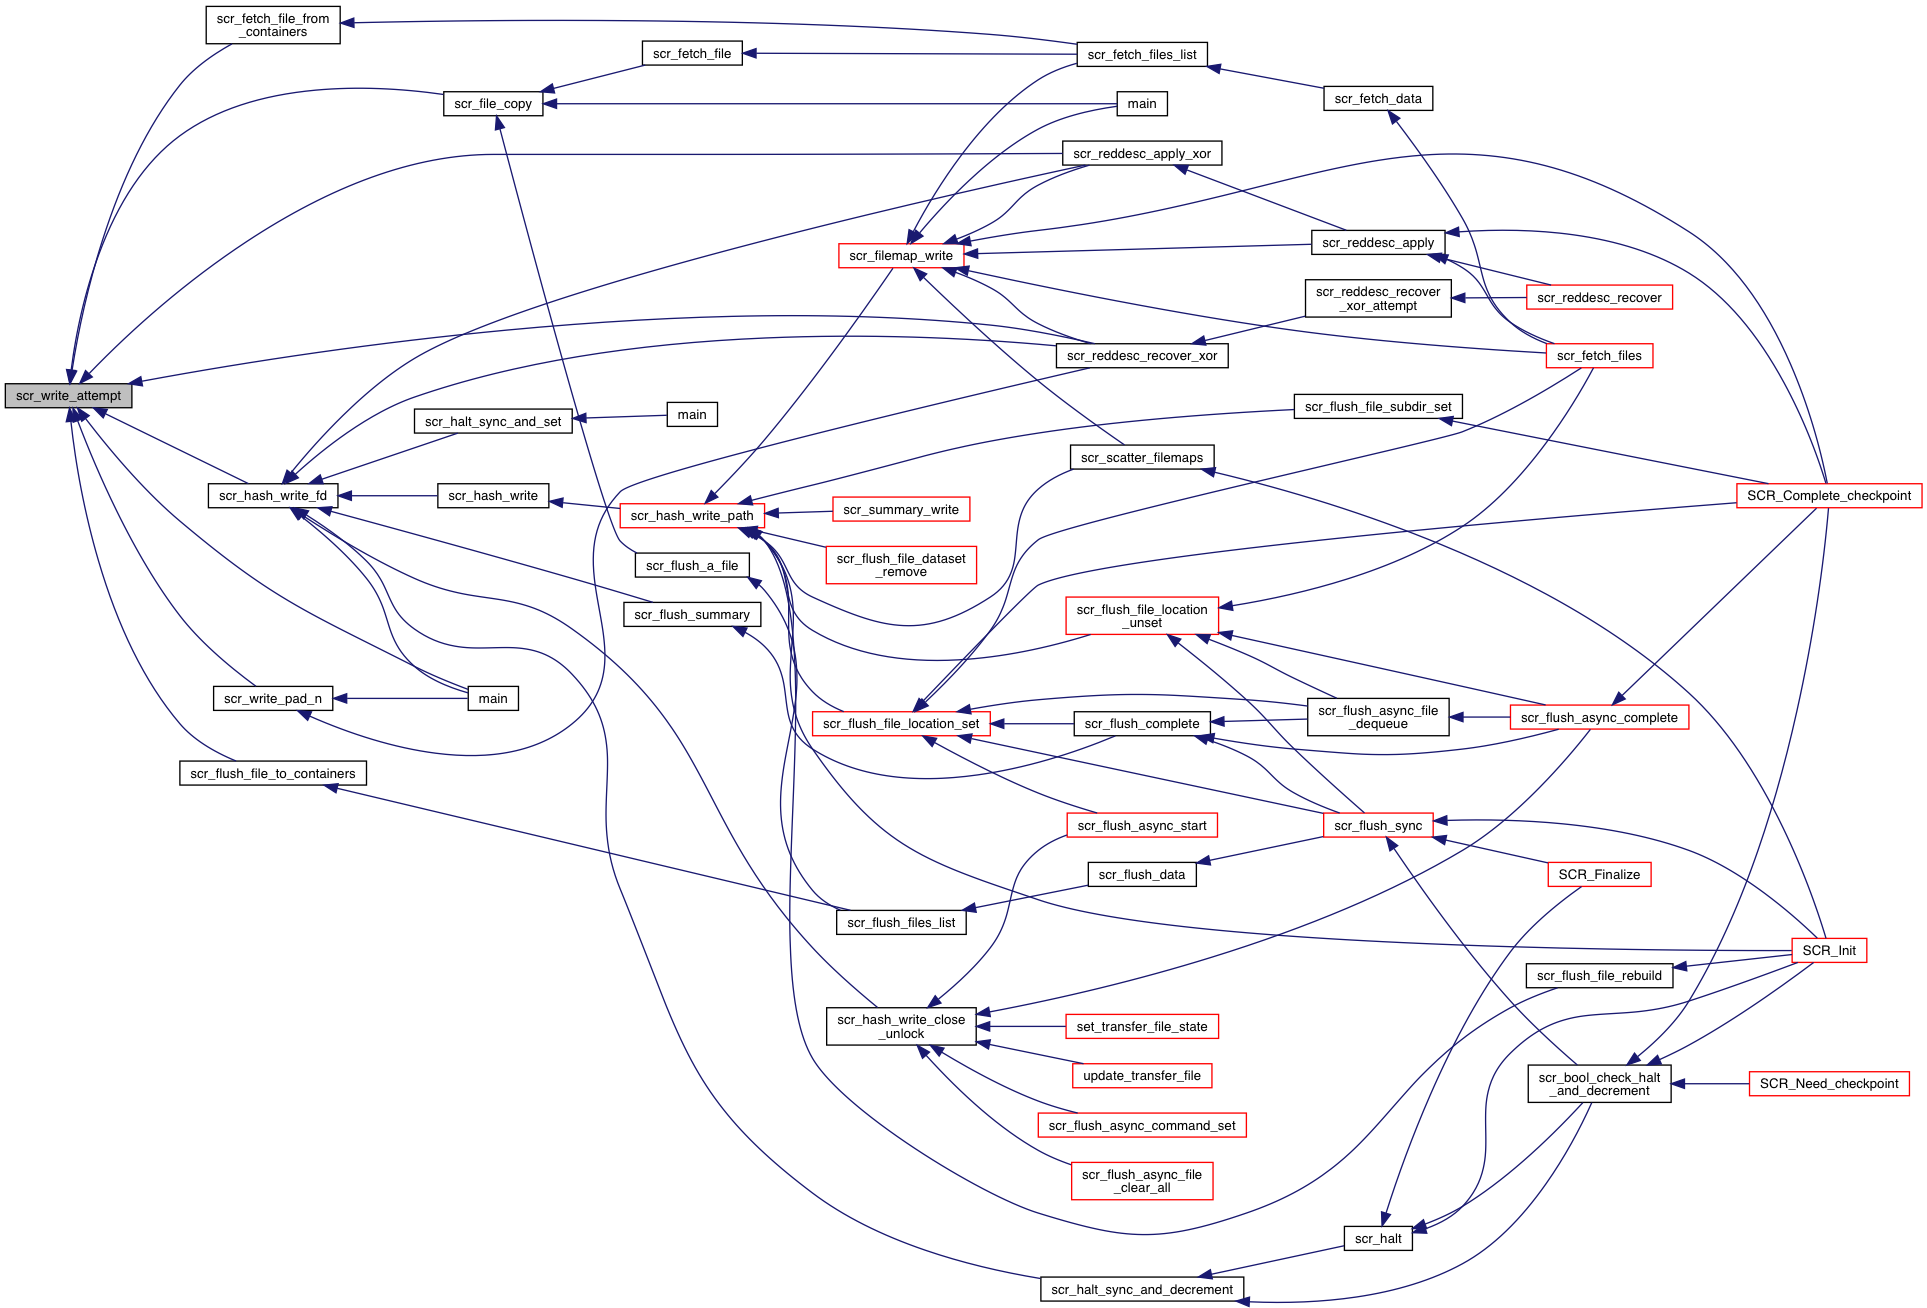 scr_fetch_file_from
_containers
scr_fetch_file
scr_fetch_files_list
scr_file_copy
main
scr_fetch_data
scr_reddesc_apply_xor
scr_filemap_write
scr_reddesc_apply
scr_reddesc_recover
_xor_attempt
scr_reddesc_recover
scr_reddesc_recover_xor
scr_fetch_files
scr_write_attempt
scr_halt_sync_and_set
main
scr_flush_file_subdir_set
scr_scatter_filemaps
scr_hash_write_fd
scr_hash_write
scr_hash_write_path
scr_summary_write
SCR_Complete_checkpoint
scr_flush_a_file
scr_flush_file_dataset
_remove
scr_flush_summary
scr_flush_file_location
_unset
scr_write_pad_n
main
scr_flush_file_location_set
scr_flush_complete
scr_flush_async_file
_dequeue
scr_flush_async_complete
scr_flush_file_to_containers
scr_flush_async_start
scr_flush_sync
scr_flush_data
SCR_Finalize
scr_flush_files_list
SCR_Init
scr_flush_file_rebuild
scr_hash_write_close
_unlock
set_transfer_file_state
update_transfer_file
scr_bool_check_halt
_and_decrement
SCR_Need_checkpoint
scr_flush_async_command_set
scr_flush_async_file
_clear_all
scr_halt
scr_halt_sync_and_decrement